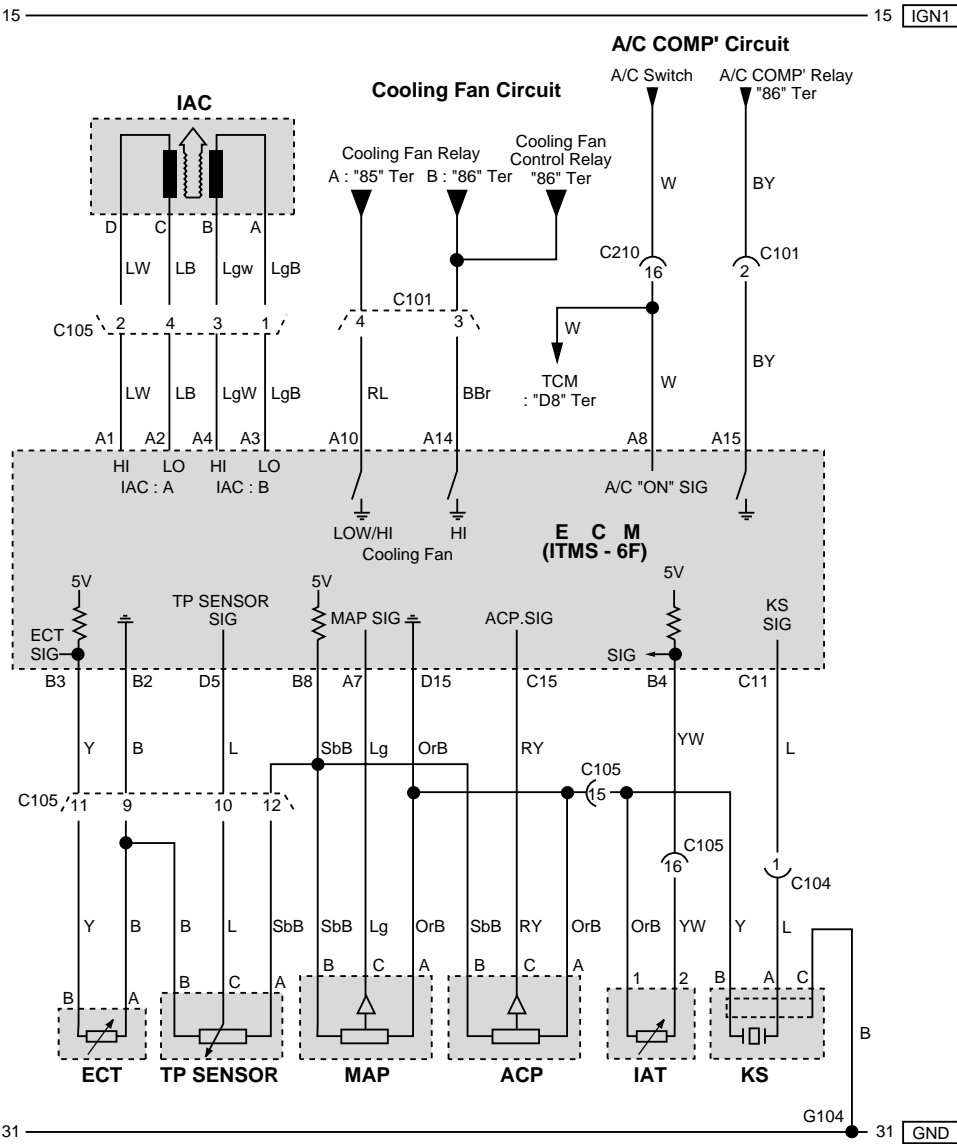 15 15 IGN1
A/C COMP' Circuit
A/C Switch A/C COMP' Relay
"86" Ter
Cooling Fan Circuit
IAC
Cooling Fan
Control Relay
"86" Ter
Cooling Fan Relay
A : "85" Ter B : "86" Ter
W BY
D C B A
C210 16 C101 2
LW LB Lgw LgB
C101
C105 2 4 3 1 4 3
W
TCM
: "D8" Ter
BY
LW LB LgW LgB RL BBr W
A1 A2 A4 A3 A10 A14 A8 A15
HI LO HI LO
IAC : A IAC : B
A/C "ON" SIG
LOW/HI HI
Cooling Fan
E C M
(ITMS - 6F)
5V 5V 5V
TP SENSOR
SIG
MAP SIG ACP.SIG
KS
SIG
ECT
SIG
SIG
B3 B2 D5 B8 A7 D15 C15 B4 C11
Y B L SbB Lg OrB RY YW L
C105 15
C105 11 9 10 12
C105 16
1 C104
Y B B L SbB SbB Lg OrB SbB RY OrB OrB YW Y L
B A B C A B C A B C A 1 2 B A C
B
ECT TP SENSOR MAP ACP IAT KS
G104
31 31 GND